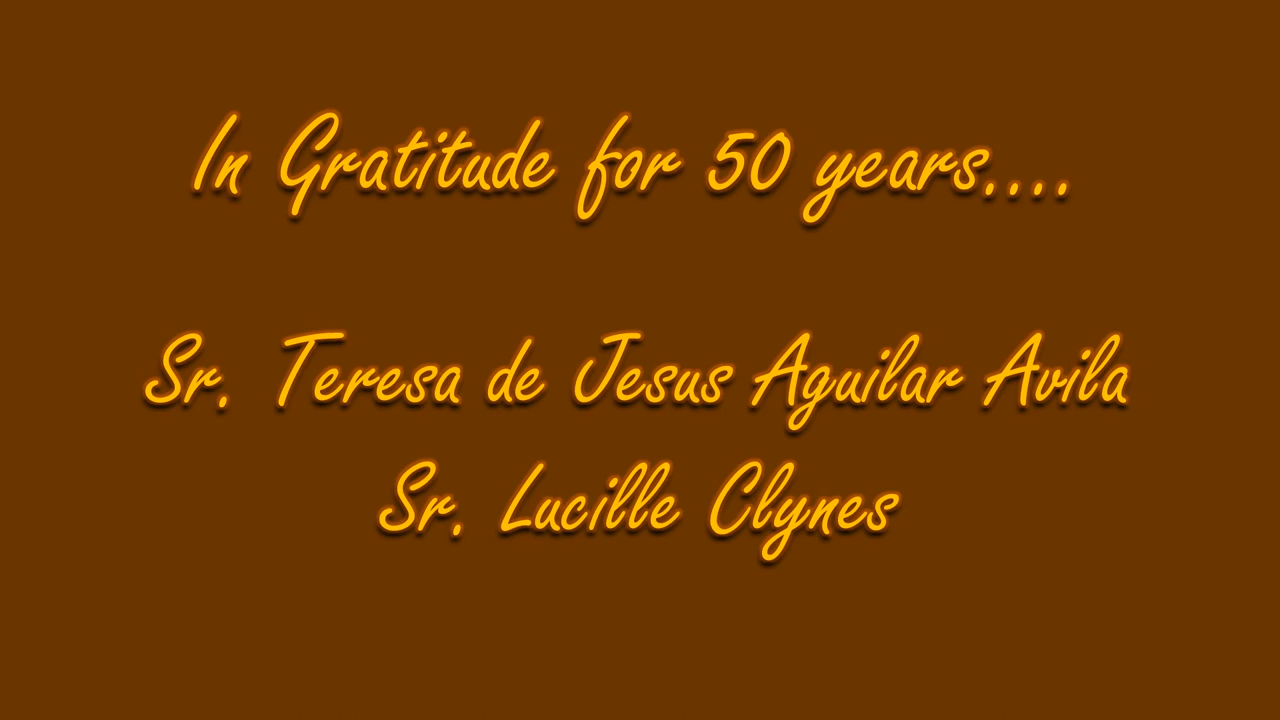 In Gratitude for 50 years....
Sr. Teresa de Jesus Aguilar Avila
Sr. Lucille Clynes